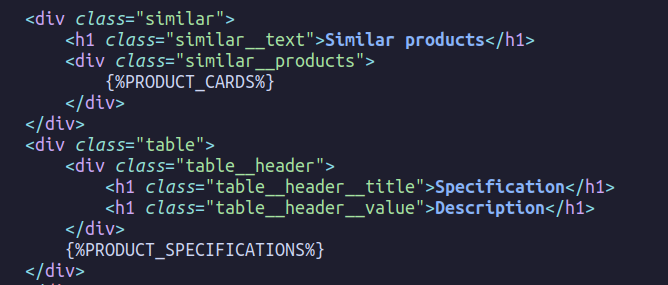 <div class="similar">
    <h1 class="similar__text">Similar products</h1>
    <div class="similar__products">
        {%PRODUCT_CARDS%}
    </div>
</div>
<div class="table">
    <div class="table__header">
        <h1 class="table__header__title">Specification</h1>
        <h1 class="table__header__value">Description</h1>
    </div>
    {%PRODUCT_SPECIFICATIONS%}
</div>